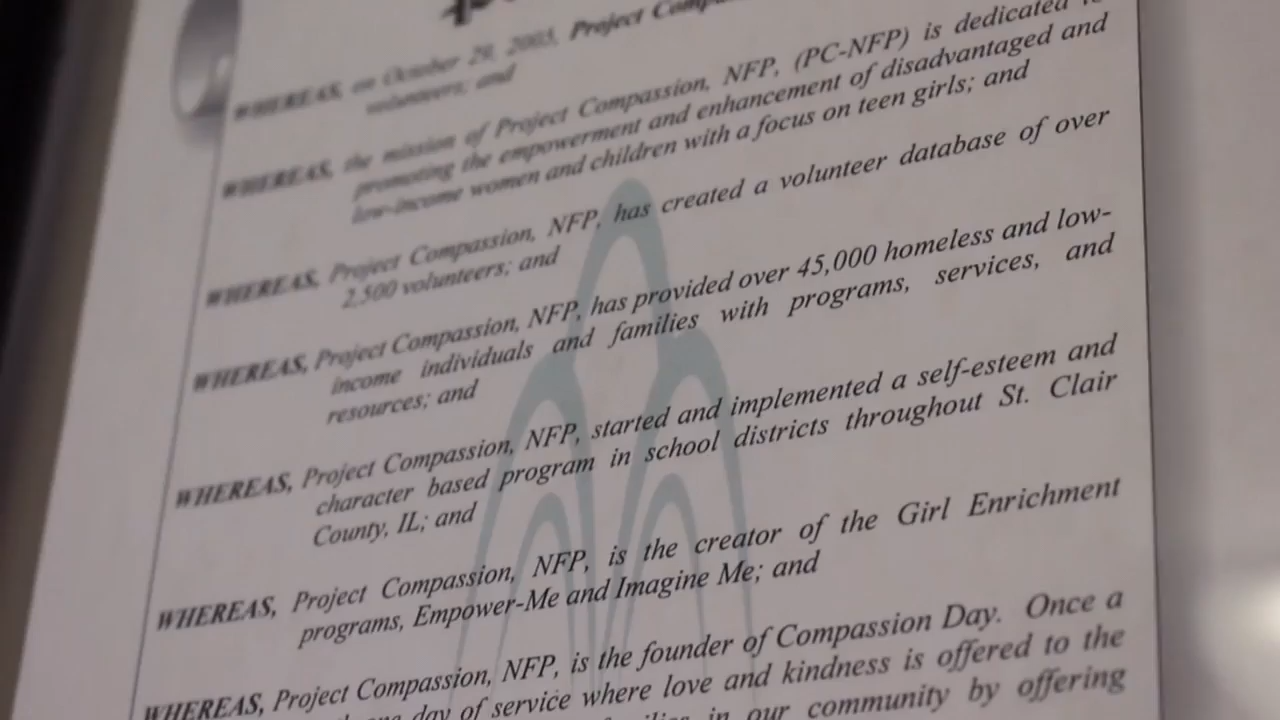 WHEREAS, on October 29, 2005, Project
volunteers; and
WHEREAS, the mission of Project Compassion, NFP, (PC-NFP) is dedicated
promoting the empowerment and enhancement of disadvantaged and
low-income women and children with a focus on teen girls; and
WHEREAS, Project Compassion, NFP, has created a volunteer database of over
2,500 volunteers; and
WHEREAS, Project Compassion, NFP, has provided over 45,000 homeless and low-
income individuals and families with programs, services, and
resources; and
WHEREAS, Project Compassion, NFP, started and implemented a self-esteem and
character based program in school districts throughout St. Clair
County, IL; and
WHEREAS, Project Compassion, NFP, is the creator of the Girl Enrichment
programs, Empower-Me and Imagine Me; and
WHEREAS, Project Compassion, NFP, is the founder of Compassion Day. Once a
day of service where love and kindness is offered to the
in our community by offering